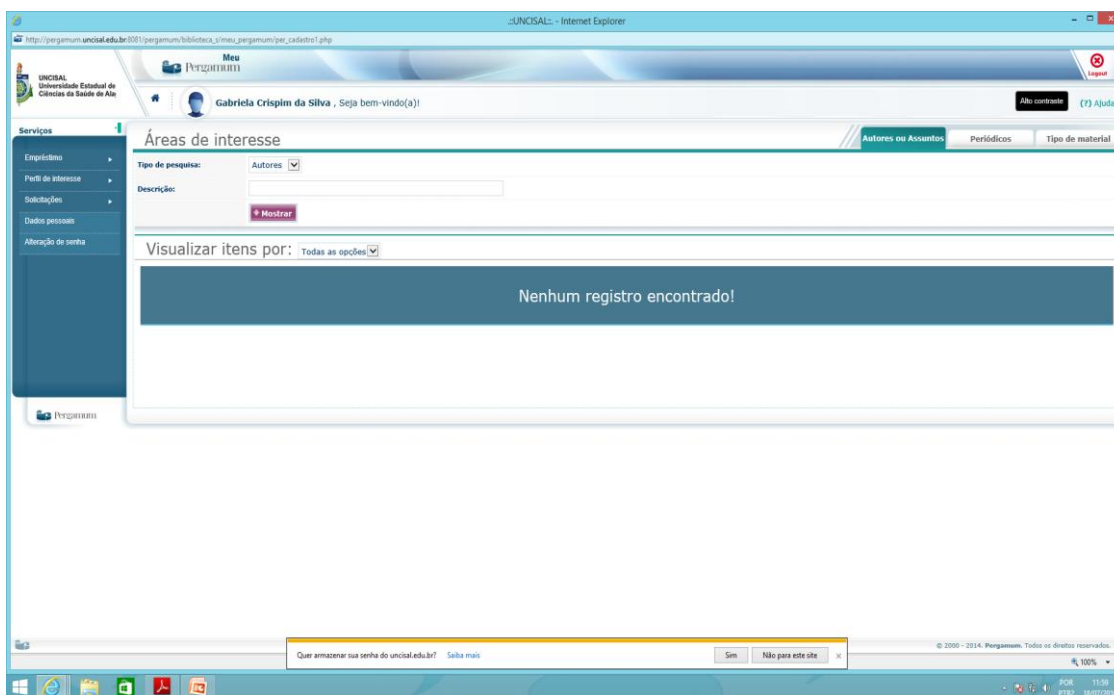 .::UNCISAL::. - Internet Explorer
http://pergamum.uncisal.edu.br:8081/pergamum/biblioteca_s/meu_pergamum/per_cadastro1.php
UNCISAL
Universidade Estadual de
Ciências da Saúde de Ala
Meu
Pergamum
Logout
Gabriela Crispim da Silva , Seja bem-vindo(a)!
Alto contraste
(?) Ajuda
Serviços
Empréstimo
Perfil de interesse
Solicitações
Dados pessoais
Alteração de senha
Pergamum
Áreas de interesse
Autores ou Assuntos
Periódicos
Tipo de material
Tipo de pesquisa:
Autores
Descrição:
Mostrar
Visualizar itens por:
Todas as opções
Nenhum registro encontrado!
© 2000 - 2014. Pergamum. Todos os direitos reservados.
Quer armazenar sua senha do uncisal.edu.br?
Saiba mais
Sim
Não para este site
100%
POR
PTB2
11:59